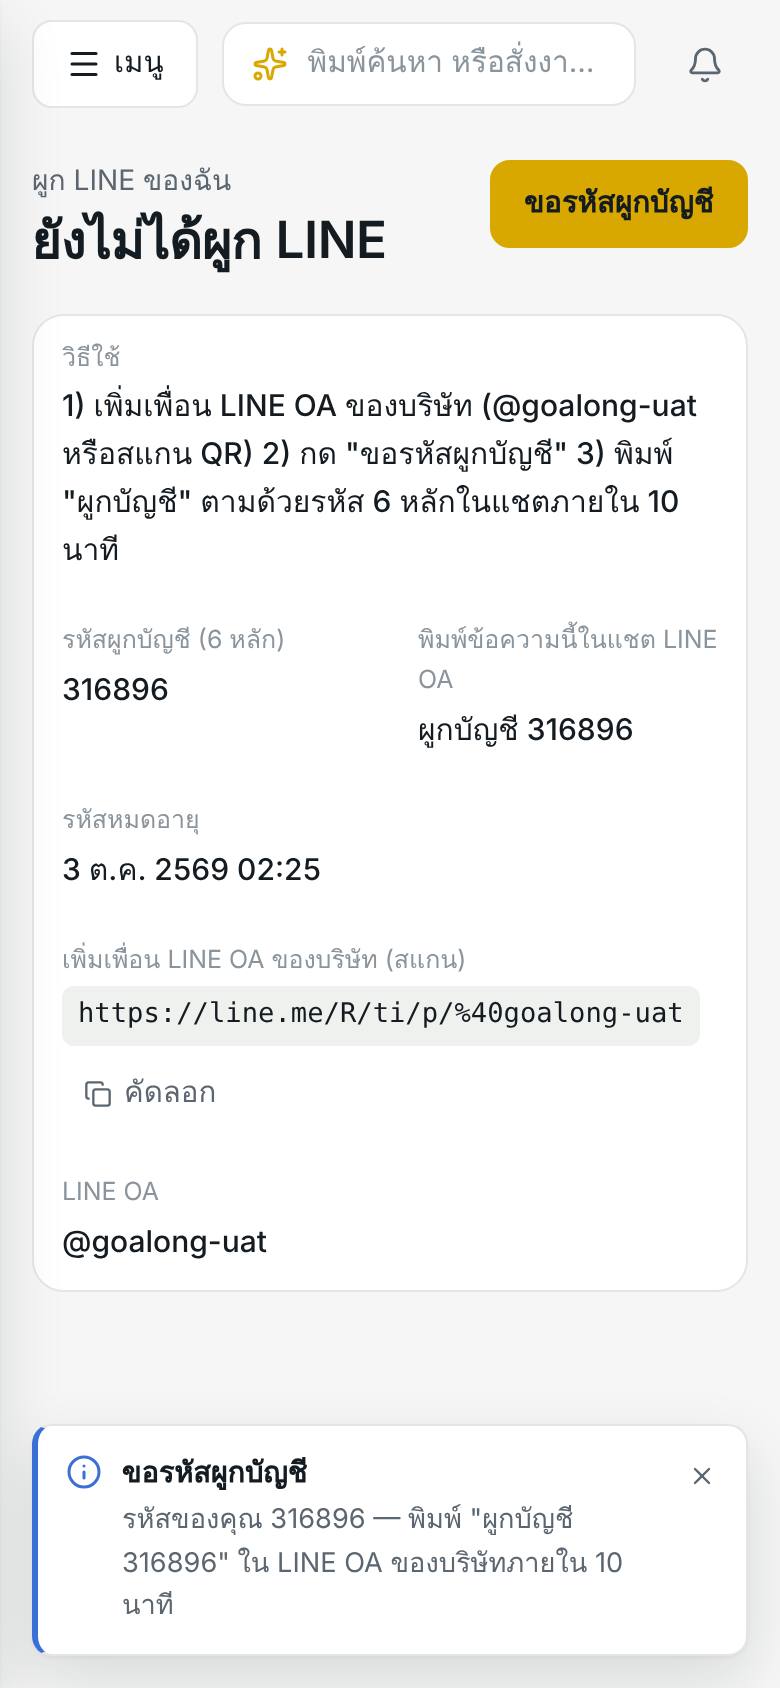 เมนู
พิมพ์ค้นหา หรือสั่งงา...
ผูก LINE ของฉัน
ยังไม่ได้ผูก LINE
ขอรหัสผูกบัญชี
วิธีใช้
1) เพิ่มเพื่อน LINE OA ของบริษัท (@goalong-uat
หรือสแกน QR) 2) กด "ขอรหัสผูกบัญชี" 3) พิมพ์
"ผูกบัญชี" ตามด้วยรหัส 6 หลักในแชตภายใน 10
นาที
รหัสผูกบัญชี (6 หลัก)
316896
พิมพ์ข้อความนี้ในแชต LINE
OA
ผูกบัญชี 316896
รหัสหมดอายุ
3 ต.ค. 2569 02:25
เพิ่มเพื่อน LINE OA ของบริษัท (สแกน)
https://line.me/R/ti/p/%40goalong-uat
คัดลอก
LINE OA
@goalong-uat
ขอรหัสผูกบัญชี
รหัสของคุณ 316896 — พิมพ์ "ผูกบัญชี
316896" ใน LINE OA ของบริษัทภายใน 10
นาที